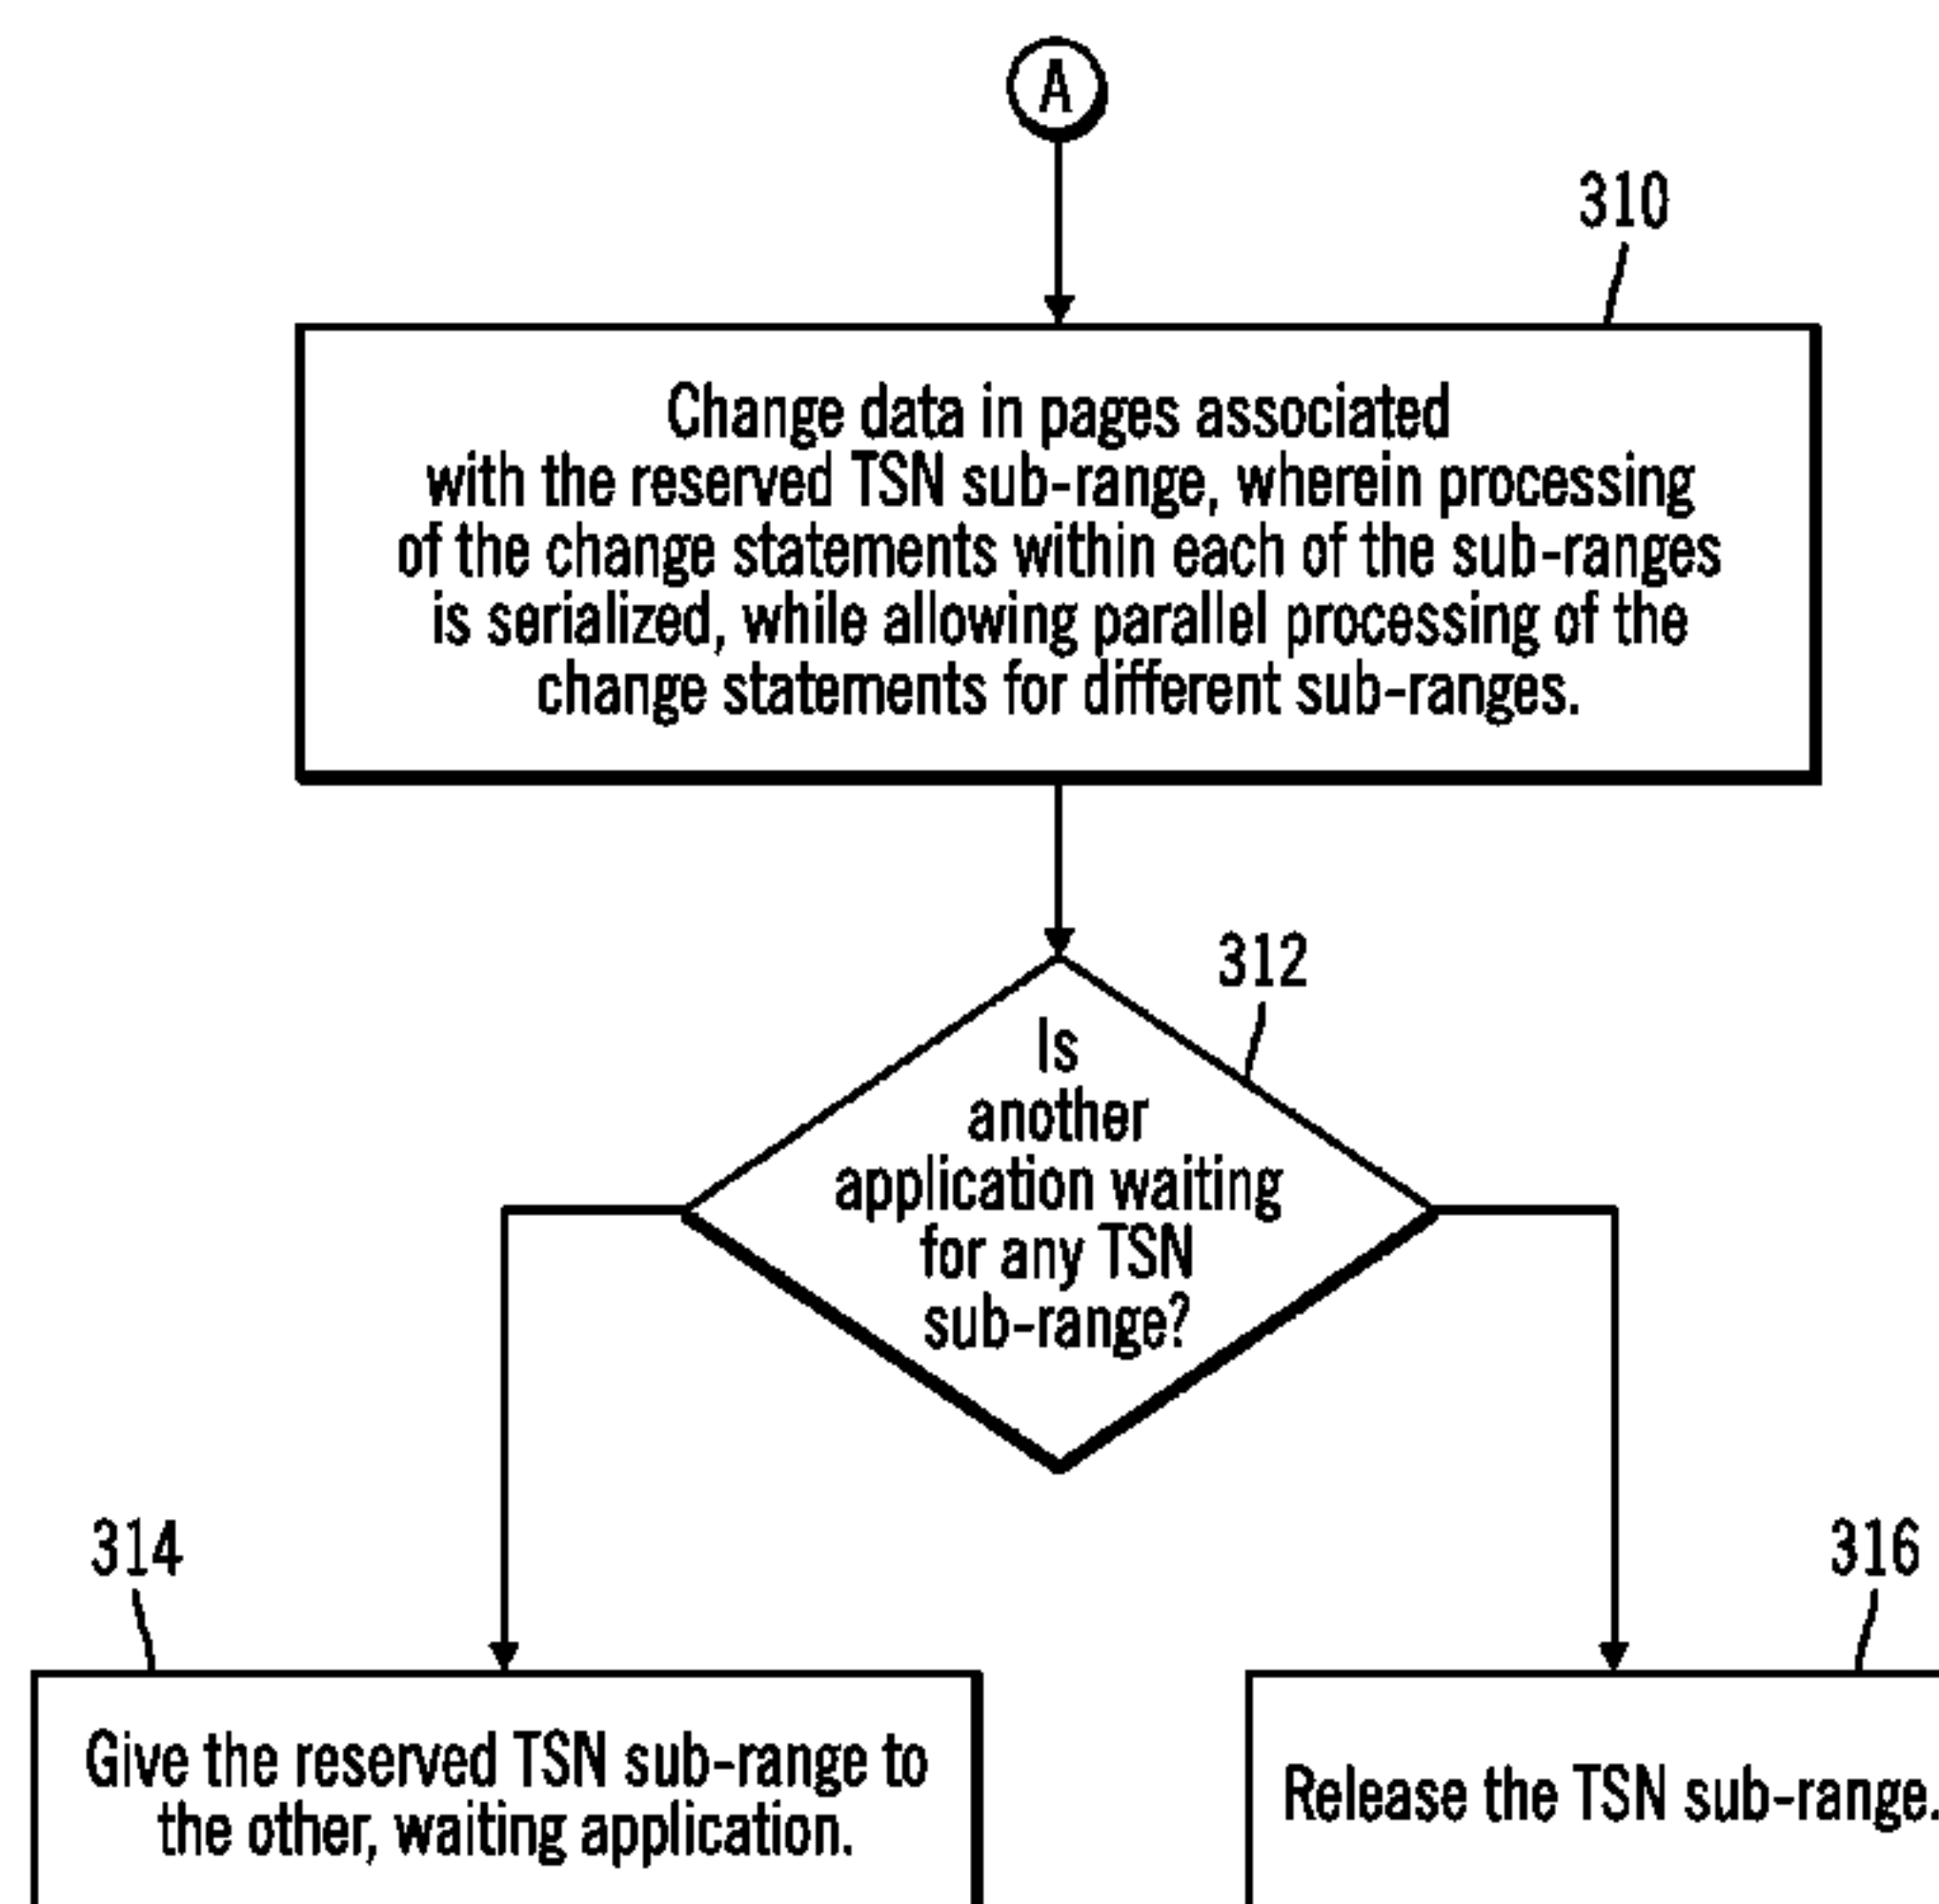 A
310
Change data in pages associated
with the reserved TSN sub-range, wherein processing
of the change statements within each of the sub-ranges
is serialized, while allowing parallel processing of the
change statements for different sub-ranges.
312
Is
another
application waiting
for any TSN
sub-range?
314
Give the reserved TSN sub-range to
the other, waiting application.
316
Release the TSN sub-range.